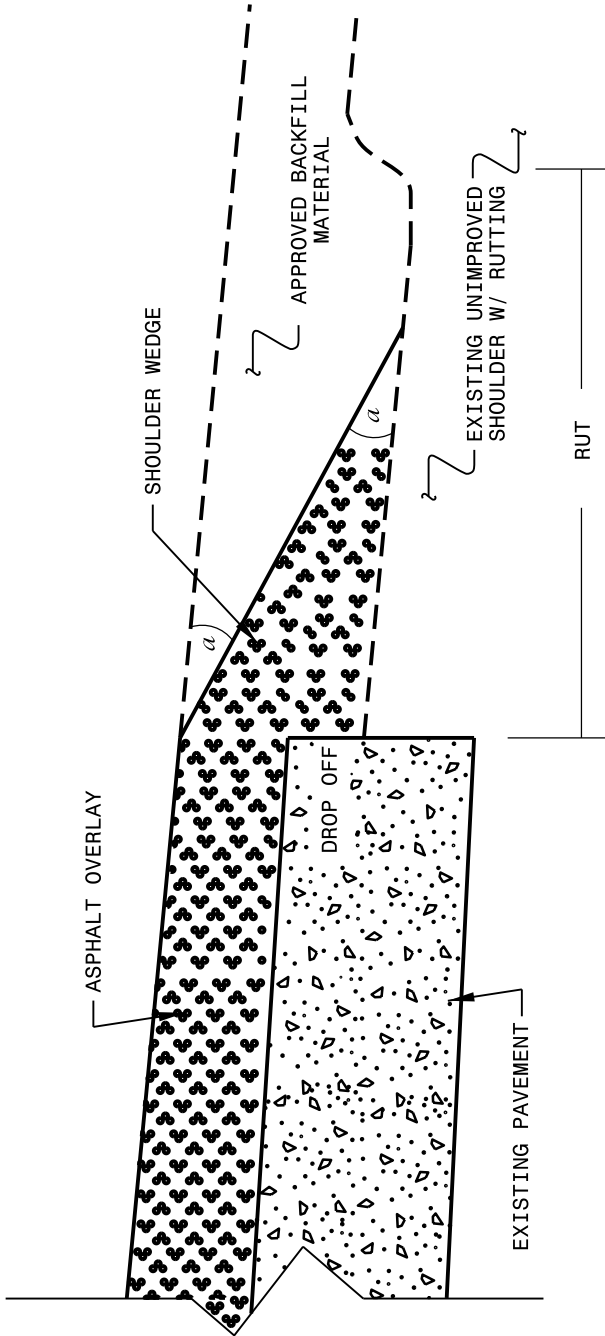 ASPHALT OVERLAY
SHOULDER WEDGE
APPROVED BACKFILL
MATERIAL
a
a
DROP OFF
EXISTING PAVEMENT
EXISTING UNIMPROVED
SHOULDER W/ RUTTING
RUT